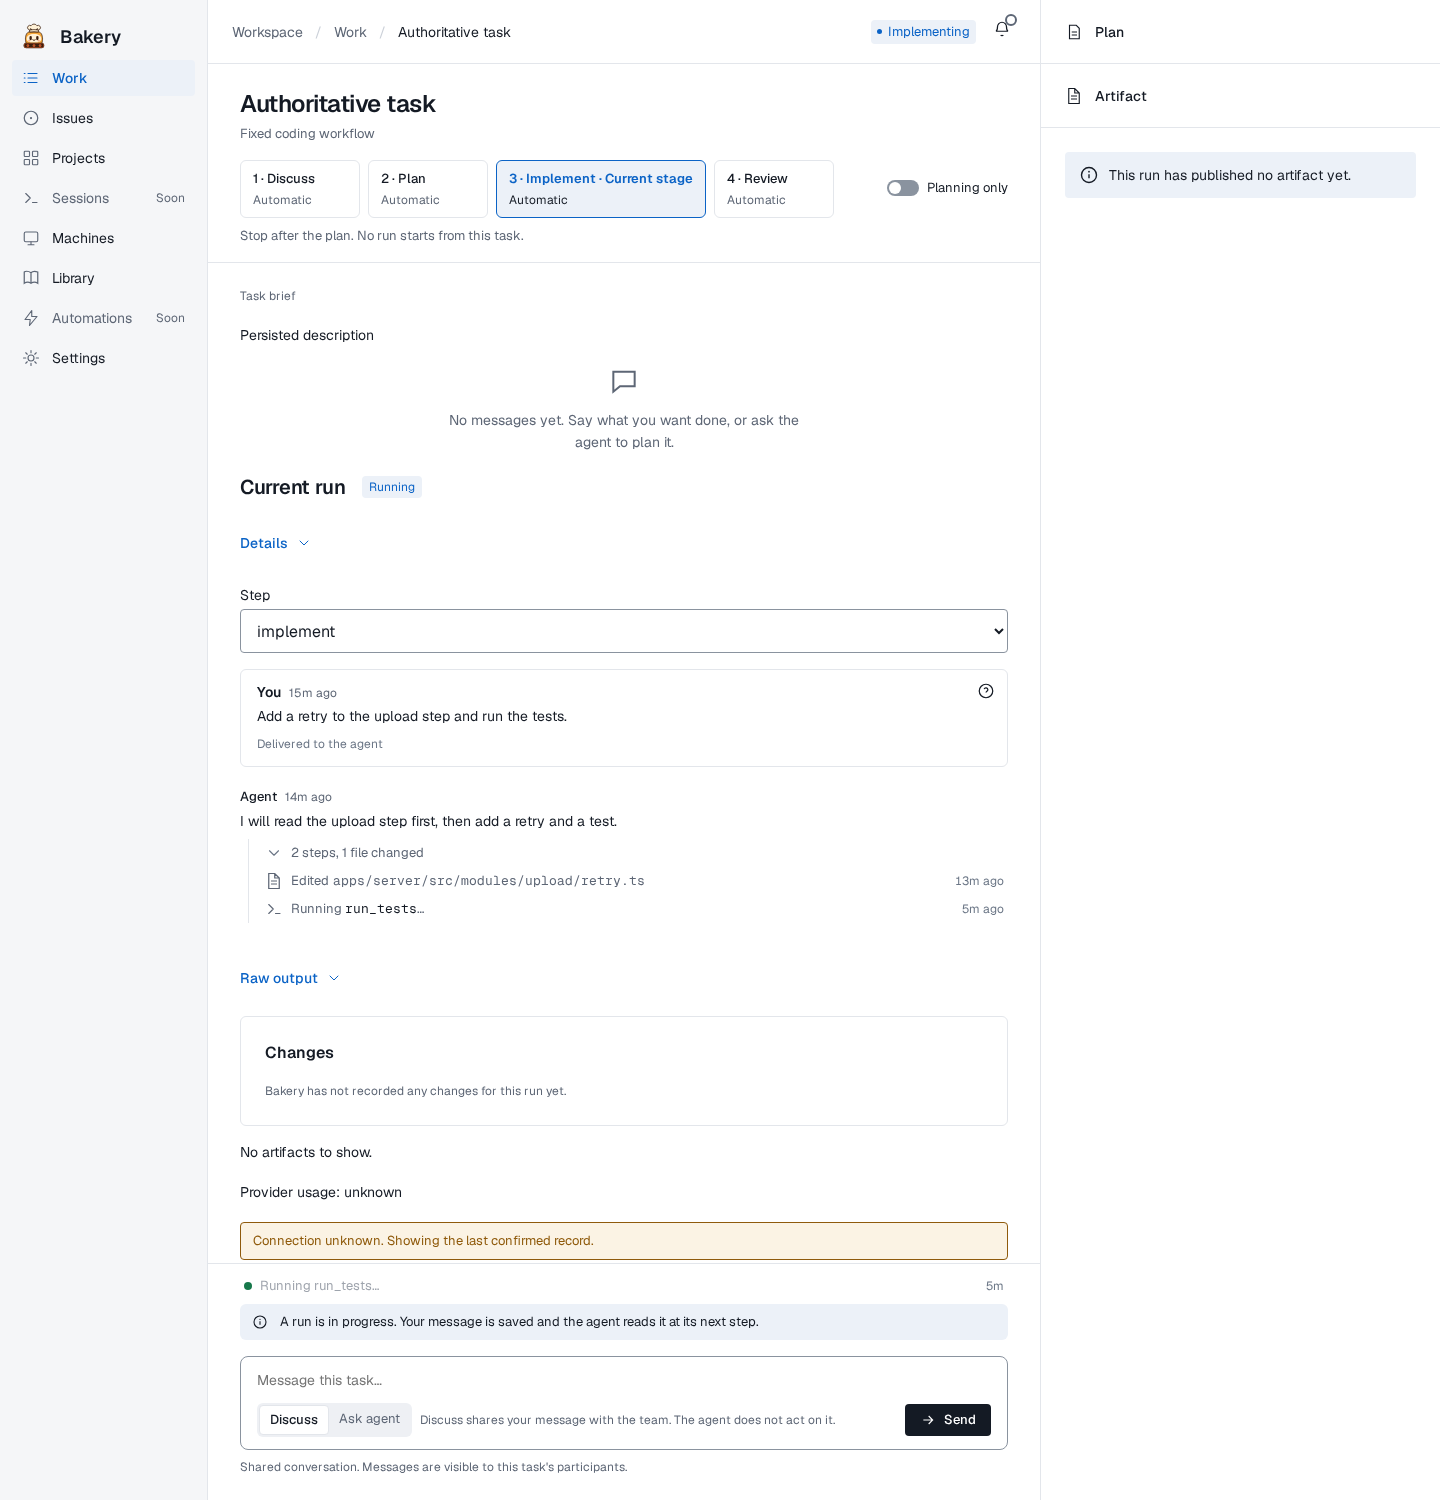 Bakery
Work
Issues
Projects
Sessions Soon
Machines
Library
Automations Soon
Settings
Workspace / Work / Authoritative task
Implementing
Authoritative task
Fixed coding workflow
1 · Discuss
Automatic
2 · Plan
Automatic
3 · Implement · Current stage
Automatic
4 · Review
Automatic
Planning only
Stop after the plan. No run starts from this task.
Task brief
Persisted description
No messages yet. Say what you want done, or ask the
agent to plan it.
Current run Running
Details
Step
implement
You 15m ago
Add a retry to the upload step and run the tests.
Delivered to the agent
Agent 14m ago
I will read the upload step first, then add a retry and a test.
2 steps, 1 file changed
Edited apps/server/src/modules/upload/retry.ts 13m ago
Running run_tests… 5m ago
Raw output
Changes
Bakery has not recorded any changes for this run yet.
No artifacts to show.
Provider usage: unknown
Connection unknown. Showing the last confirmed record.
Running run_tests… 5m
A run is in progress. Your message is saved and the agent reads it at its next step.
Message this task…
Discuss Ask agent Discuss shares your message with the team. The agent does not act on it. Send
Shared conversation. Messages are visible to this task's participants.
Plan
Artifact
This run has published no artifact yet.